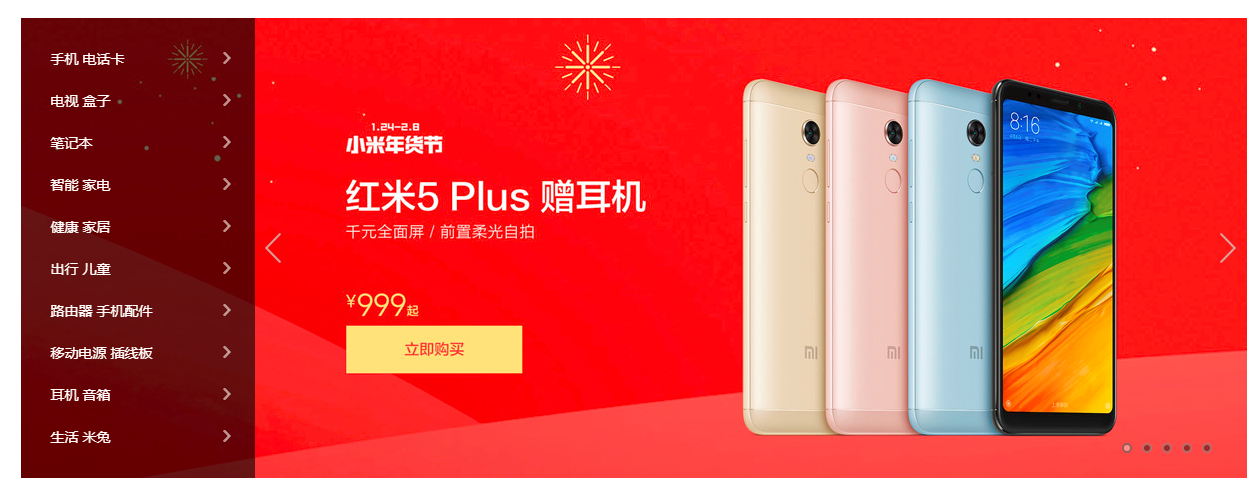 手机 电话卡
电视 盒子
笔记本
智能 家电
健康 家居
出行 儿童
路由器 手机配件
移动电源 插线板
耳机 音箱
生活 米兔
1.24-2.8
小米年货节
红米5 Plus 赠耳机
千元全面屏 / 前置柔光自拍
¥999起
立即购买
8:16
MI
MI
MI